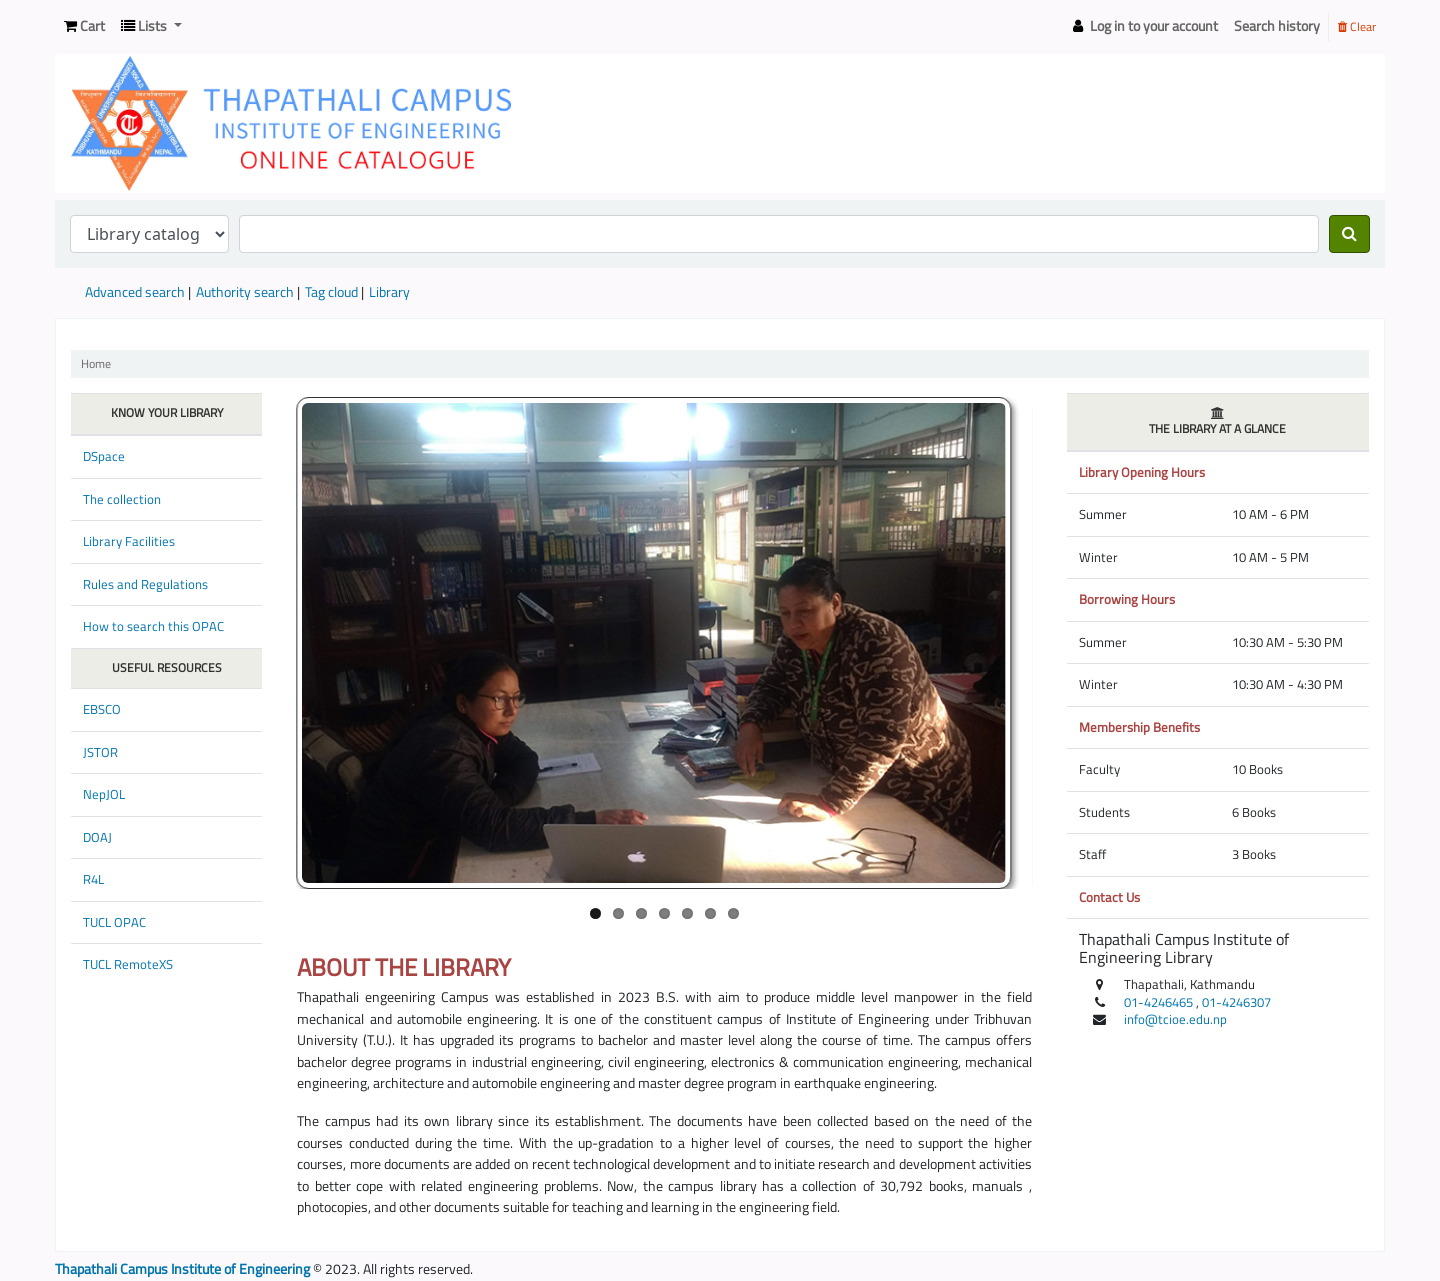 Cart Lists Log in to your account Search history Clear
THAPATHALI CAMPUS
INSTITUTE OF ENGINEERING
ONLINE CATALOGUE
TRIBHUVAN UNIVERSITY
KATHMANDU NEPAL
Library catalog
Advanced search | Authority search | Tag cloud | Library
Home
KNOW YOUR LIBRARY
DSpace
The collection
Library Facilities
Rules and Regulations
How to search this OPAC
USEFUL RESOURCES
EBSCO
JSTOR
NepJOL
DOAJ
R4L
TUCL OPAC
TUCL RemoteXS
ABOUT THE LIBRARY
Thapathali engeeniring Campus was established in 2023 B.S. with aim to produce middle level manpower in the field
mechanical and automobile engineering. It is one of the constituent campus of Institute of Engineering under Tribhuvan
University (T.U.). It has upgraded its programs to bachelor and master level along the course of time. The campus offers
bachelor degree programs in industrial engineering, civil engineering, electronics & communication engineering, mechanical
engineering, architecture and automobile engineering and master degree program in earthquake engineering.
The campus had its own library since its establishment. The documents have been collected based on the need of the
courses conducted during the time. With the up-gradation to a higher level of courses, the need to support the higher
courses, more documents are added on recent technological development and to initiate research and development activities
to better cope with related engineering problems. Now, the campus library has a collection of 30,792 books, manuals ,
photocopies, and other documents suitable for teaching and learning in the engineering field.
THE LIBRARY AT A GLANCE
Library Opening Hours
Summer 10 AM - 6 PM
Winter 10 AM - 5 PM
Borrowing Hours
Summer 10:30 AM - 5:30 PM
Winter 10:30 AM - 4:30 PM
Membership Benefits
Faculty 10 Books
Students 6 Books
Staff 3 Books
Contact Us
Thapathali Campus Institute of
Engineering Library
Thapathali, Kathmandu
01-4246465 , 01-4246307
info@tcioe.edu.np
Thapathali Campus Institute of Engineering © 2023. All rights reserved.